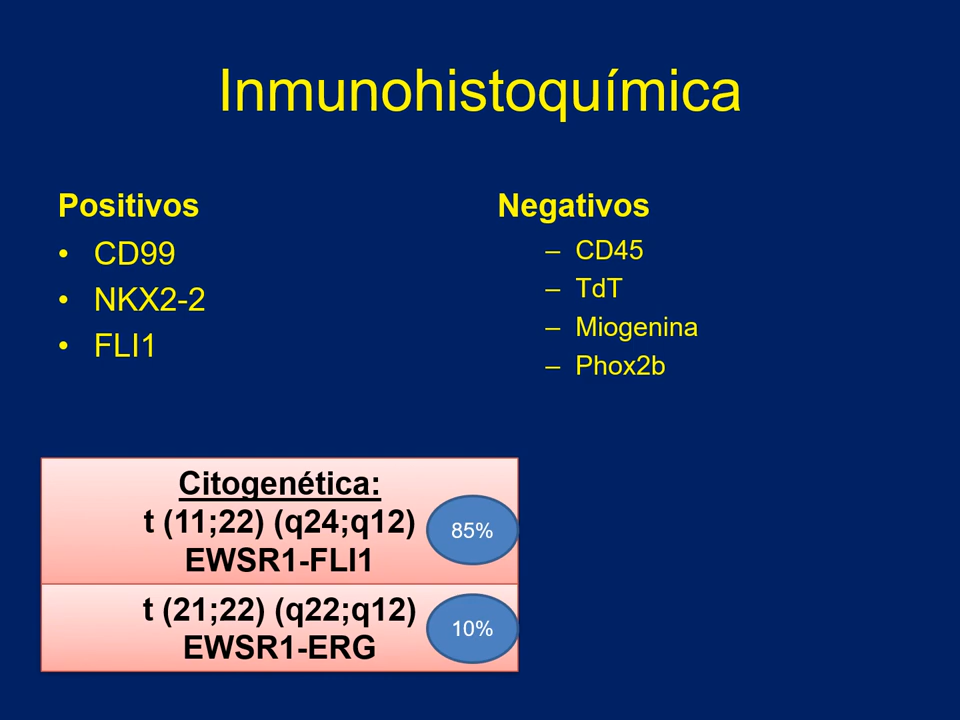 Inmunohistoquímica
Positivos
• CD99
• NKX2-2
• FLI1
Negativos
– CD45
– TdT
– Miogenina
– Phox2b
Citogenética:
t (11;22) (q24;q12)
EWSR1-FLI1
85%
t (21;22) (q22;q12)
EWSR1-ERG
10%